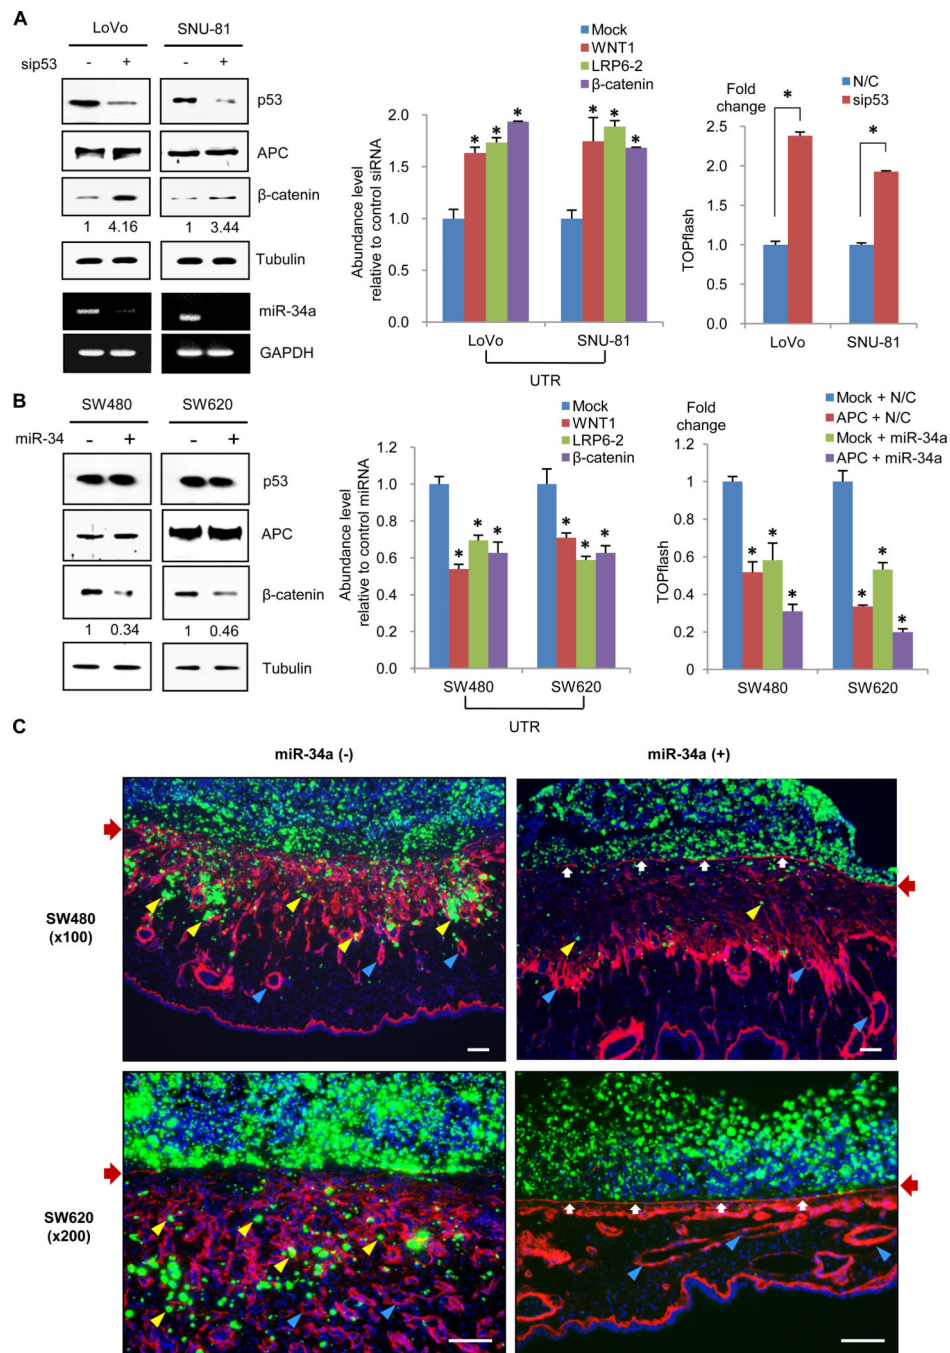 A
LoVo SNU-81
sip53 - + - +
p53
APC
β-catenin
1 4.16 1 3.44
Tubulin
miR-34a
GAPDH
Mock
WNT1
LRP6-2
β-catenin
Abundance level
relative to control siRNA
2.0
1.5
1.0
0.5
0.0
* * * * * *
LoVo SNU-81
UTR
N/C
sip53
Fold
change
TOPflash
2.5
2.0
1.0
0.0
* *
LoVo SNU-81
B
SW480 SW620
miR-34 - + - +
p53
APC
β-catenin
1 0.34 1 0.46
Tubulin
Mock
WNT1
LRP6-2
β-catenin
Abundance level
relative to control miRNA
1.2
1.0
0.8
0.6
0.4
0.2
0.0
* * * * * *
SW480 SW620
UTR
Mock + N/C
APC + N/C
Mock + miR-34a
APC + miR-34a
Fold
change
TOPflash
1.2
1
0.8
0.6
0.4
0.2
0
* * * * * *
SW480 SW620
C
miR-34a (-) miR-34a (+)
SW480
(x100)
SW620
(x200)